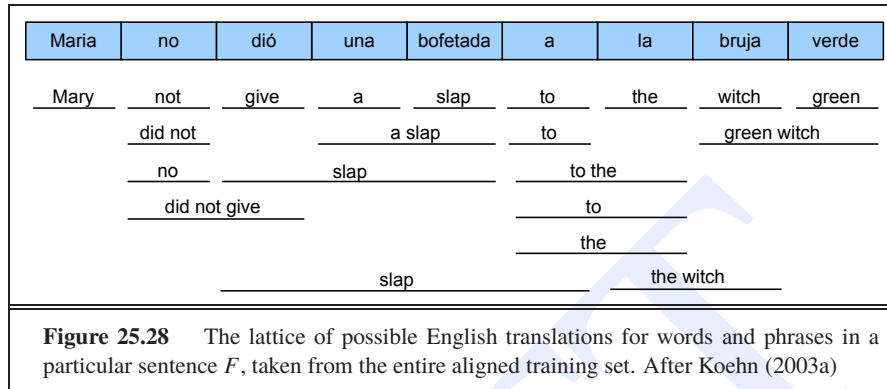 Maria no dió una bofetada a la bruja verde
Mary not give a slap to the witch green
did not a slap to green witch
no slap to the
did not give to
the
slap the witch
Figure 25.28 The lattice of possible English translations for words and phrases in a
particular sentence F, taken from the entire aligned training set. After Koehn (2003a)